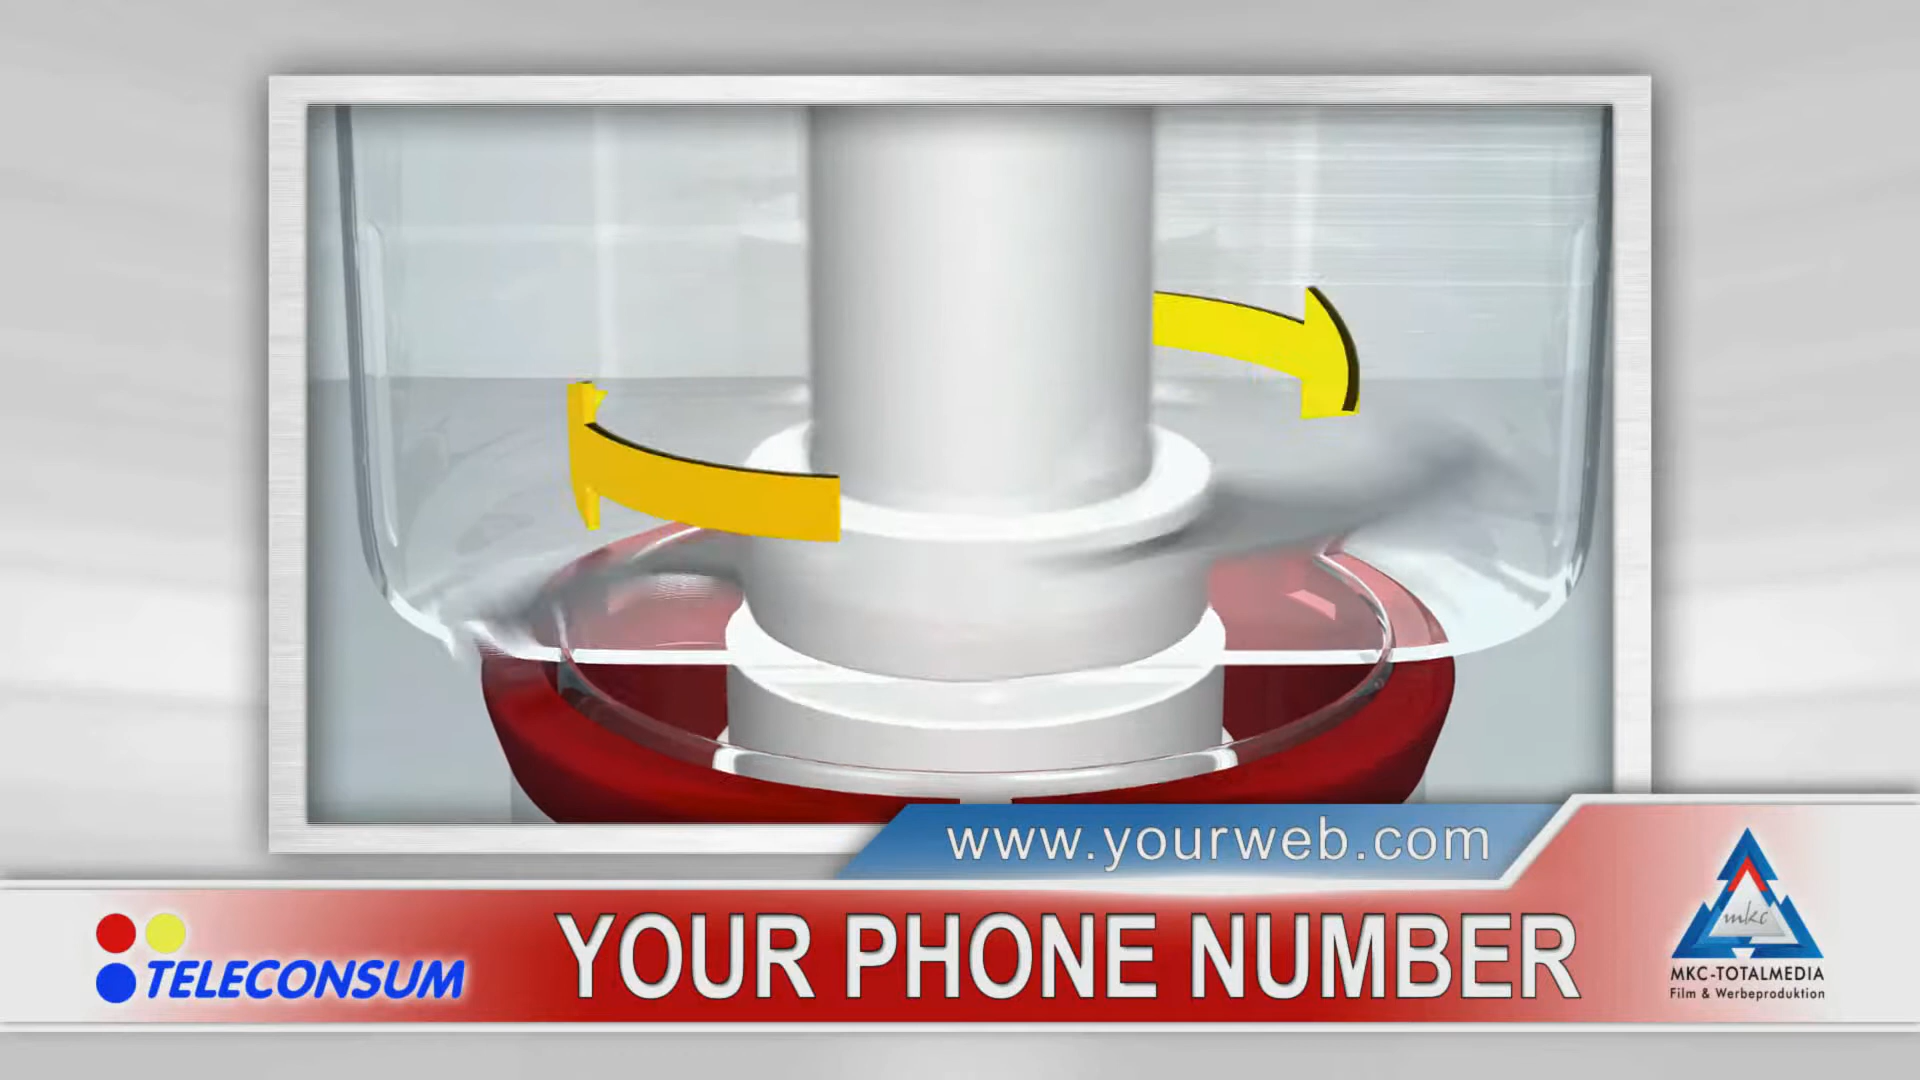 www.yourweb.com
TELECONSUM
YOUR PHONE NUMBER
mkc
MKC-TOTALMEDIA
Film & Werbeproduktion